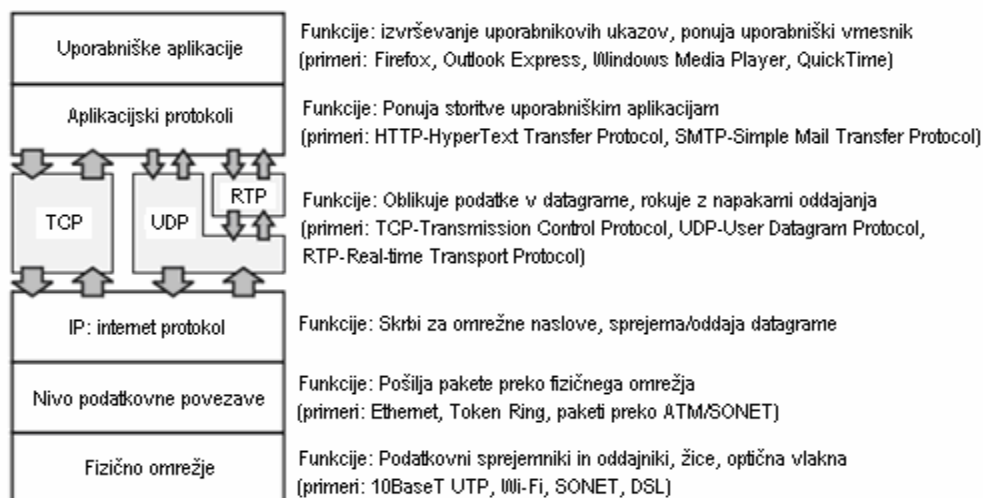 Uporabniške aplikacije
Funkcije: izvrševanje uporabnikovih ukazov, ponuja uporabniški vmesnik
(primeri: Firefox, Outlook Express, Windows Media Player, QuickTime)
Aplikacijski protokoli
Funkcije: Ponuja storitve uporabniškim aplikacijam
(primeri: HTTP-HyperText Transfer Protocol, SMTP-Simple Mail Transfer Protocol)
TCP
UDP
RTP
Funkcije: Oblikuje podatke v datagrame, rokuje z napakami oddajanja
(primeri: TCP-Transmission Control Protocol, UDP-User Datagram Protocol,
RTP-Real-time Transport Protocol)
IP: internet protokol
Funkcije: Skrbi za omrežne naslove, sprejema/oddaja datagrame
Nivo podatkovne povezave
Funkcije: Pošilja pakete preko fizičnega omrežja
(primeri: Ethernet, Token Ring, paketi preko ATM/SONET)
Fizično omrežje
Funkcije: Podatkovni sprejemniki in oddajniki, žice, optična vlakna
(primeri: 10BaseT UTP, Wi-Fi, SONET, DSL)